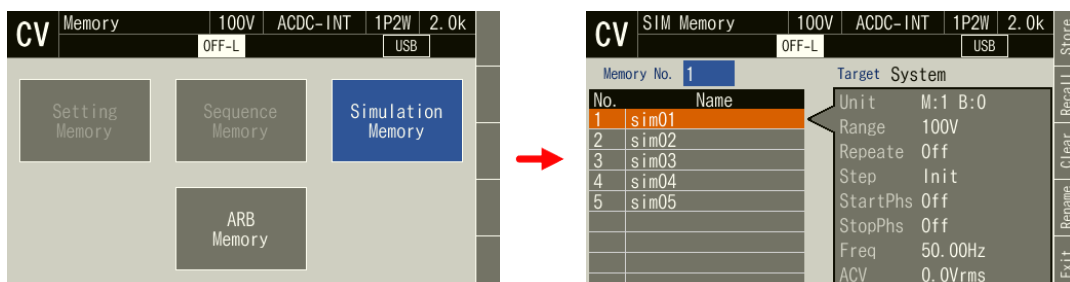 CV Memory 100V ACDC-INT 1P2W 2.0k
OFF-L USB
Setting Memory
Sequence Memory
Simulation Memory
ARB Memory
CV SIM Memory 100V ACDC-INT 1P2W 2.0k
OFF-L USB
Memory No. 1
No. Name
1 sim01
2 sim02
3 sim03
4 sim04
5 sim05
Target System
Unit M:1 B:0
Range 100V
Repeate Off
Step Init
StartPhs Off
StopPhs Off
Freq 50.00Hz
ACV 0.0Vrms
Store
Recall
Clear
Rename
Exit